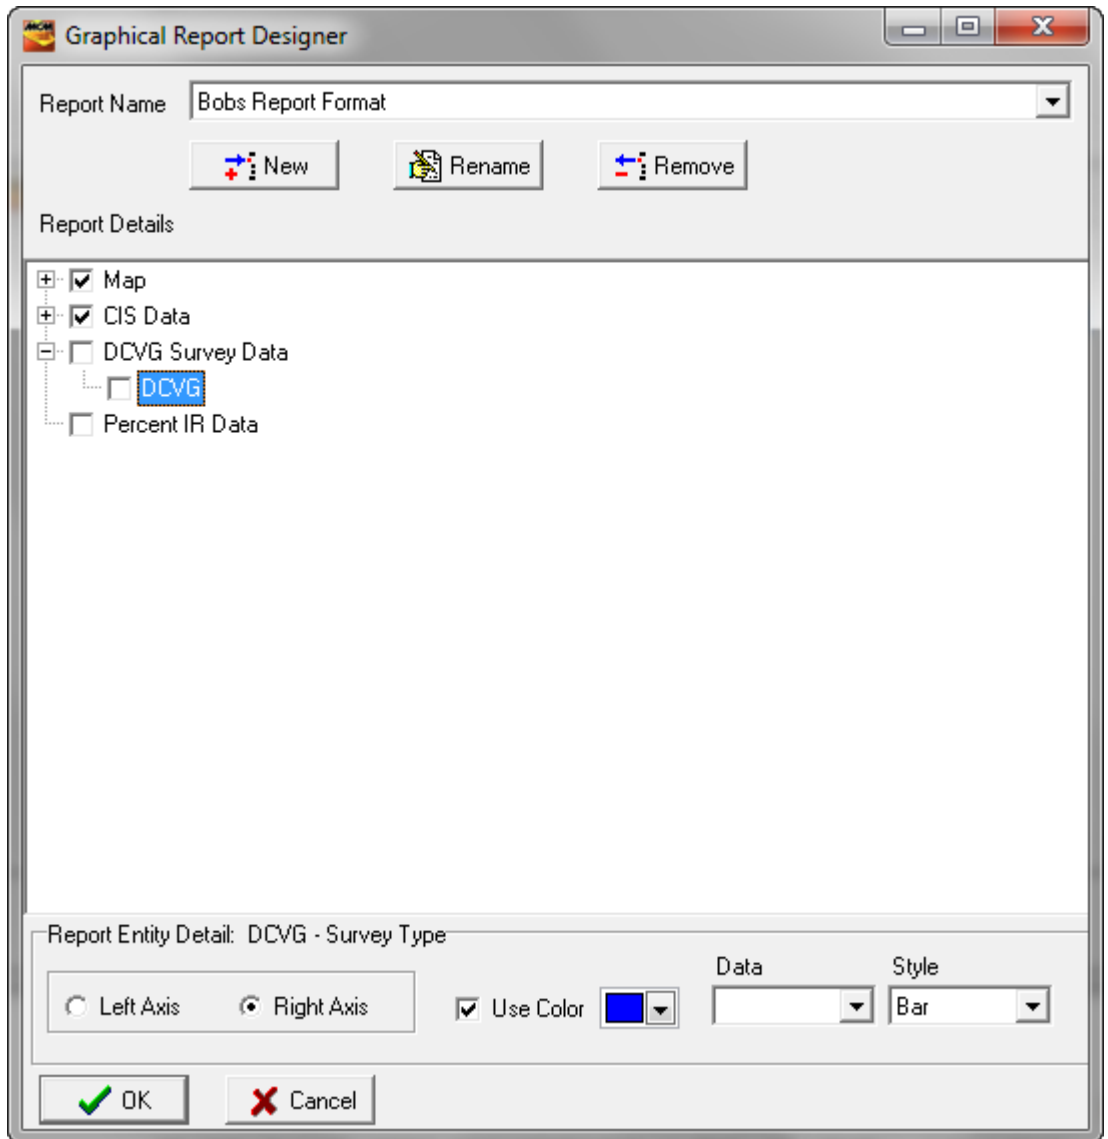 MCM Graphical Report Designer
Report Name Bobs Report Format
New Rename Remove
Report Details
Map
CIS Data
DCVG Survey Data
DCVG
Percent IR Data
Report Entity Detail: DCVG - Survey Type
Data Style
Left Axis Right Axis Use Color Bar
OK Cancel